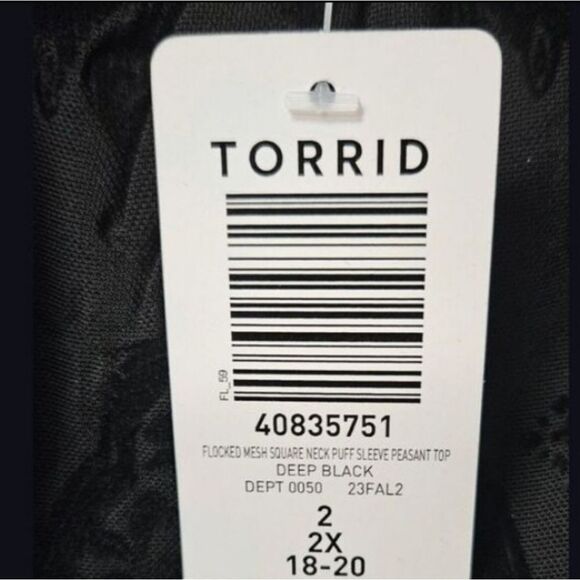 TORRID
FL_59
40835751
FLOCKED MESH SQUARE NECK PUFF SLEEVE PEASANT TOP
DEEP BLACK
DEPT 0050 23FAL2
2
2X
18-20